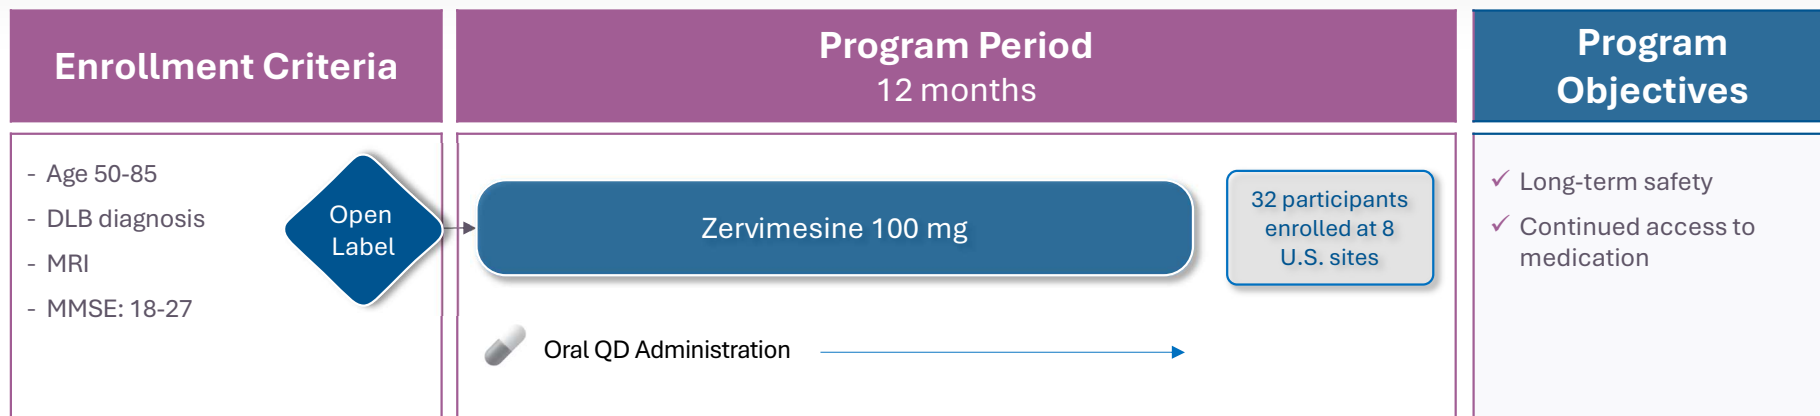 Enrollment Criteria
Program Period
12 months
Program
Objectives
- Age 50-85
- DLB diagnosis
- MRI
- MMSE: 18-27
Open
Label
Zervimesine 100 mg
32 participants
enrolled at 8
U.S. sites
Oral QD Administration
✓ Long-term safety
✓ Continued access to
medication